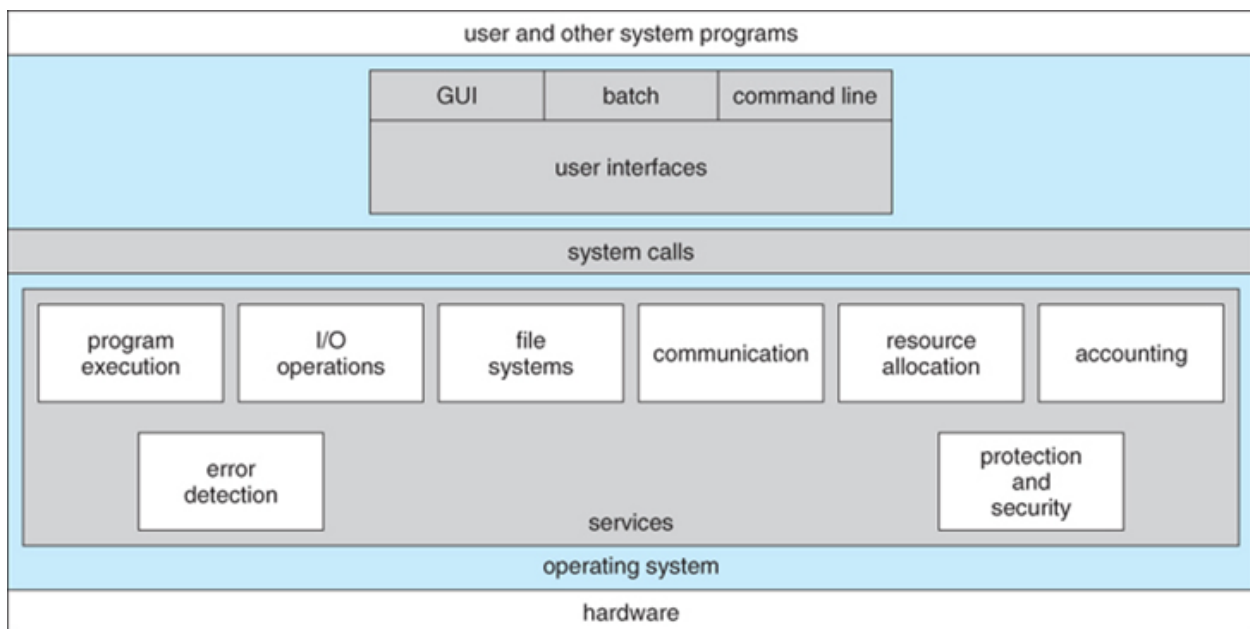 user and other system programs
GUI
batch
command line
user interfaces
system calls
program
execution
I/O
operations
file
systems
communication
resource
allocation
accounting
error
detection
protection
and
security
services
operating system
hardware